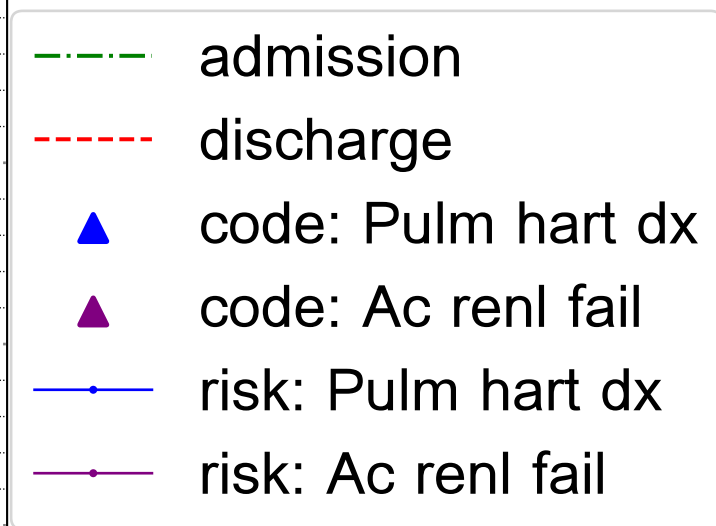 admission
discharge
code: Pulm hart dx
code: Ac renl fail
risk: Pulm hart dx
risk: Ac renl fail